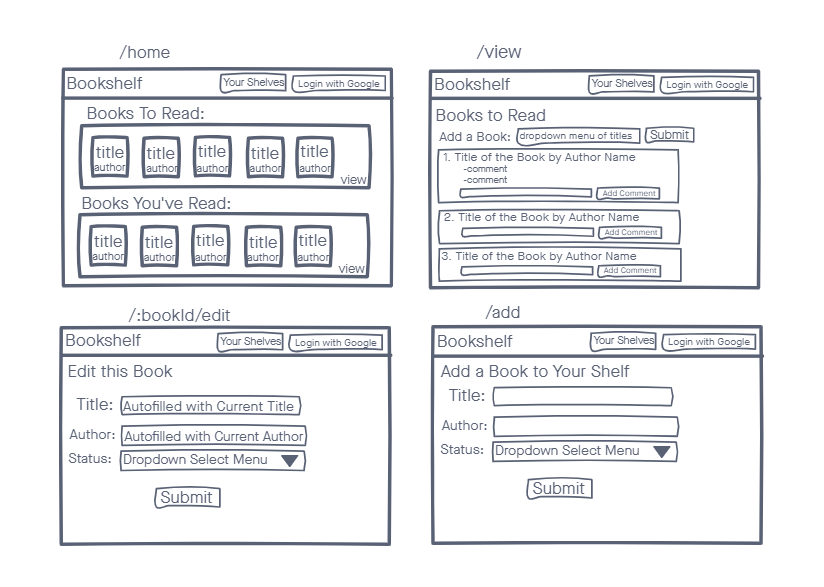 /home
Bookshelf Your Shelves Login with Google
Books To Read:
title title title title title
author author author author author
view
Books You've Read:
title title title title title
author author author author author
view
/view
Bookshelf Your Shelves Login with Google
Books to Read
Add a Book: dropdown menu of titles Submit
1. Title of the Book by Author Name
-comment
-comment
Add Comment
2. Title of the Book by Author Name
Add Comment
3. Title of the Book by Author Name
Add Comment
/:bookId/edit
Bookshelf Your Shelves Login with Google
Edit this Book
Title: Autofilled with Current Title
Author: Autofilled with Current Author
Status: Dropdown Select Menu
Submit
/add
Bookshelf Your Shelves Login with Google
Add a Book to Your Shelf
Title:
Author:
Status: Dropdown Select Menu
Submit